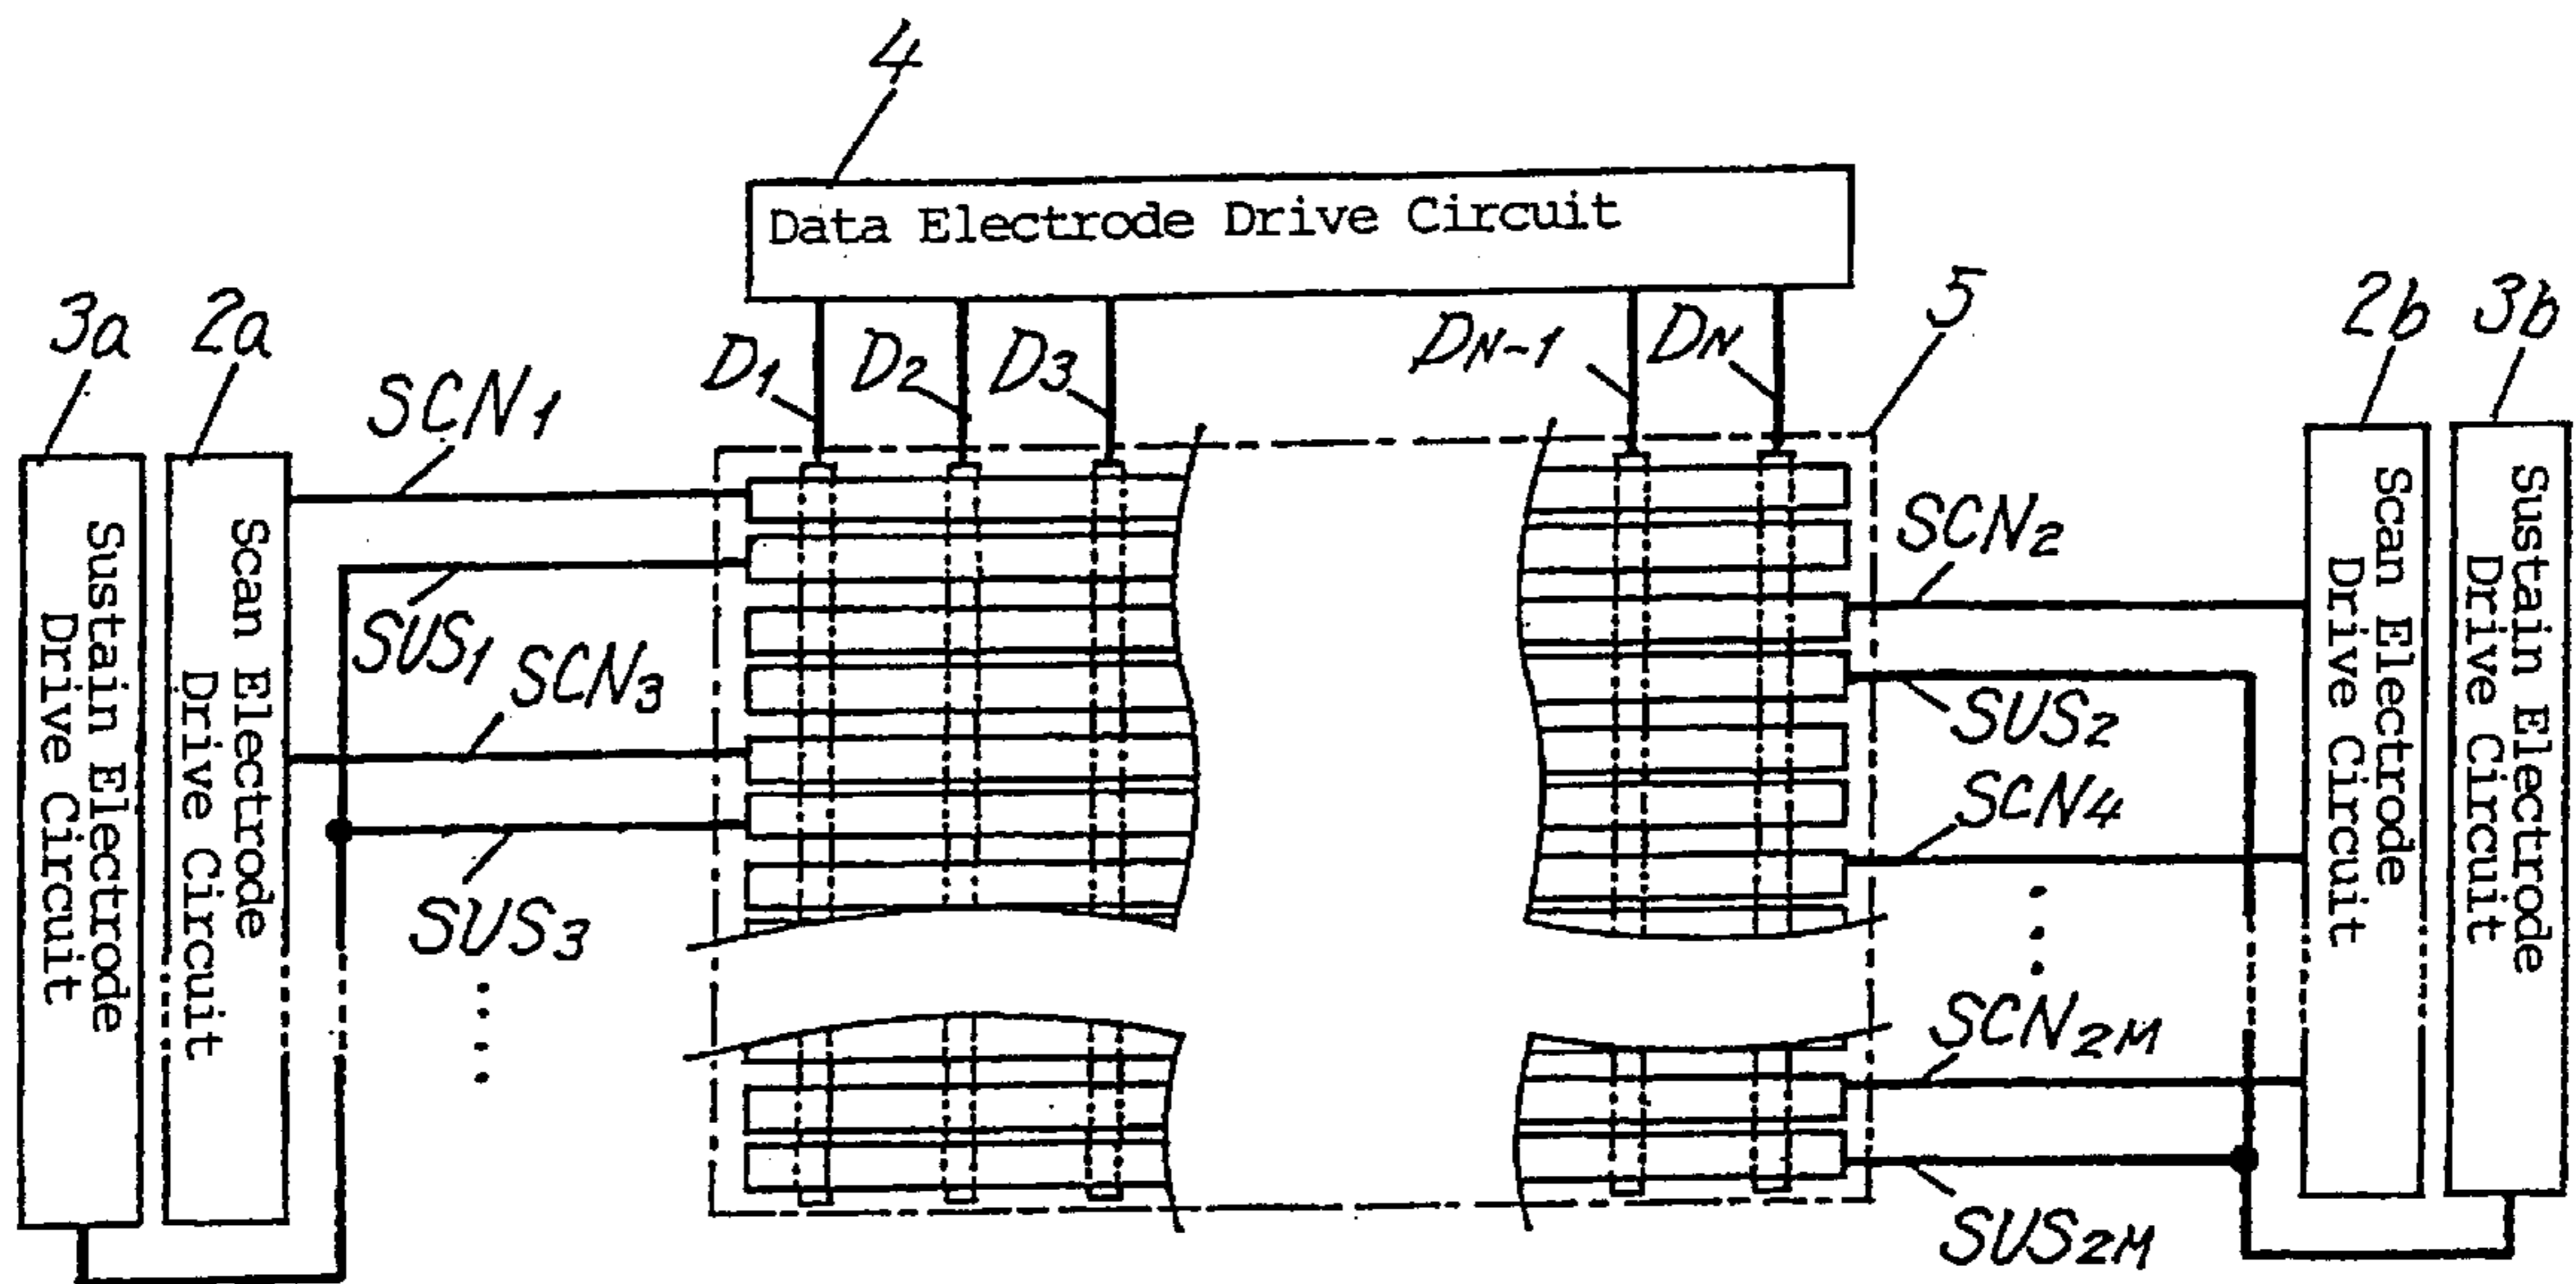 4
Data Electrode Drive Circuit
3a
2a
5
2b
3b
D1
D2
D3
DN-1
DN
SCN1
SUS1
SCN3
SUS3
SCN2
SUS2
SCN4
SCN2M
SUS2M
Sustain Electrode
Drive Circuit
Scan Electrode
Drive Circuit
Scan Electrode
Drive Circuit
Sustain Electrode
Drive Circuit